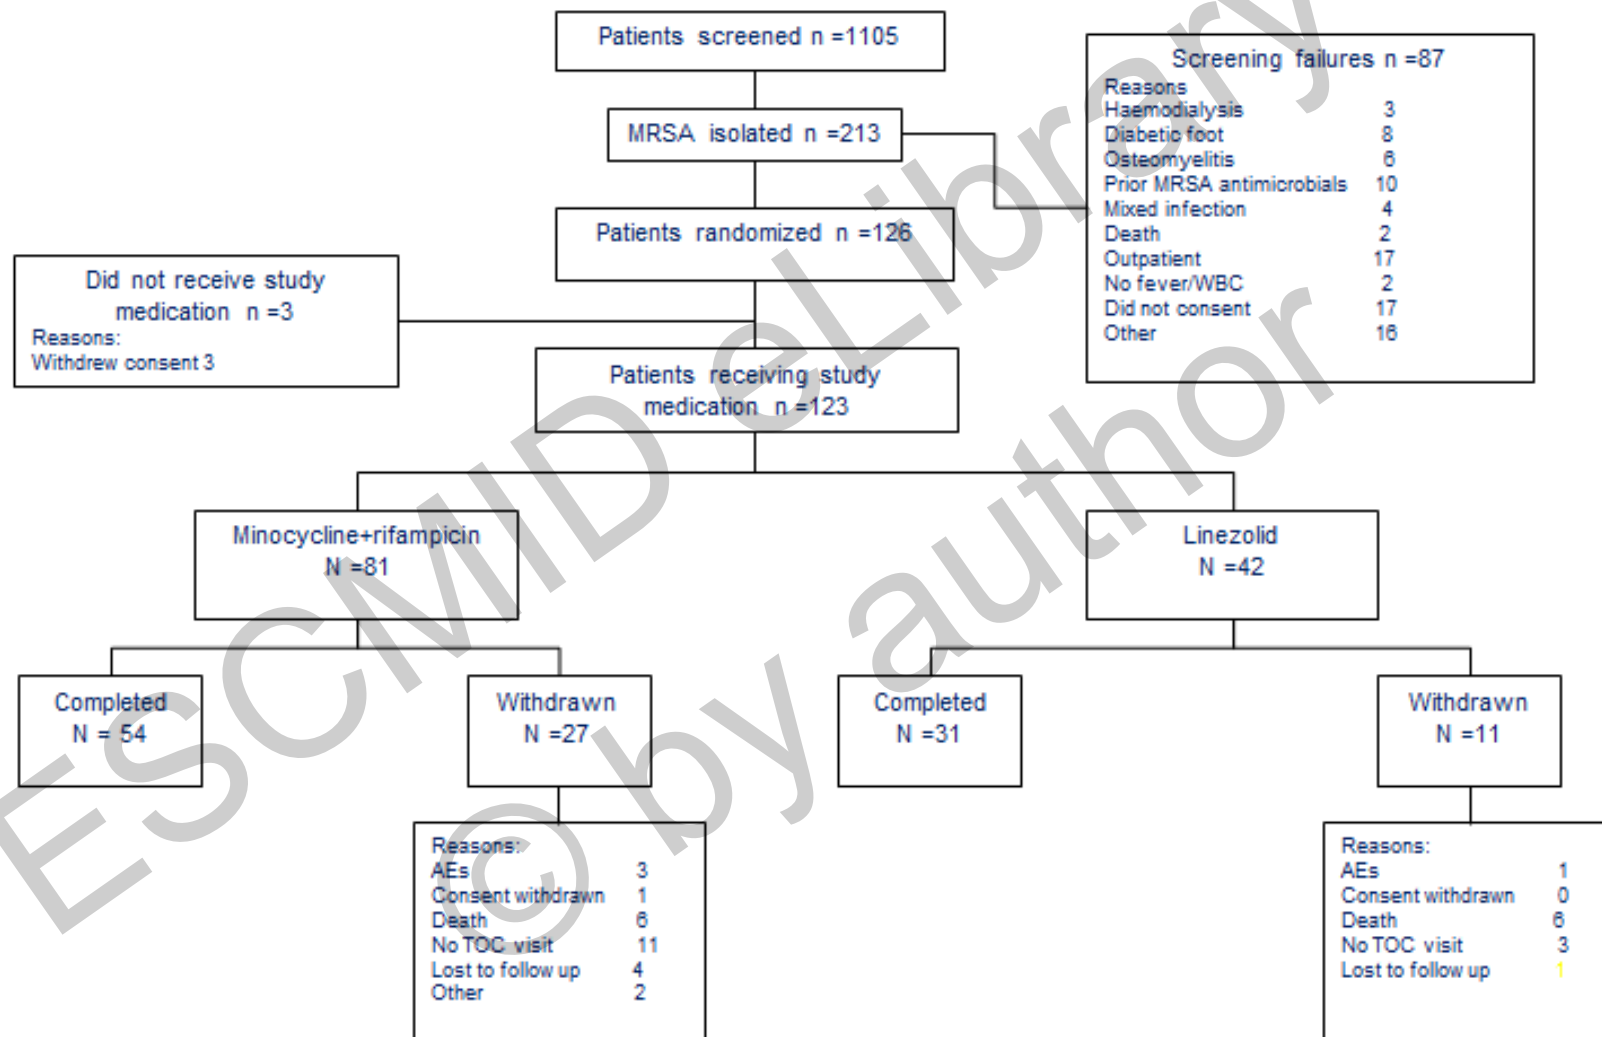 Patients screened n =1105
Screening failures n =87
Reasons
Haemodialysis 3
Diabetic foot 8
Osteomyelitis 6
Prior MRSA antimicrobials 10
Mixed infection 4
Death 2
Outpatient 17
No fever/WBC 2
Did not consent 17
Other 16
MRSA isolated n =213
Patients randomized n =126
Did not receive study
medication n =3
Reasons:
Withdrew consent 3
Patients receiving study
medication n =123
Minocycline+rifampicin
N =81
Linezolid
N =42
Completed
N = 54
Withdrawn
N =27
Completed
N =31
Withdrawn
N =11
Reasons:
AEs 3
Consent withdrawn 1
Death 6
No TOC visit 11
Lost to follow up 4
Other 2
Reasons:
AEs 1
Consent withdrawn 0
Death 6
No TOC visit 3
Lost to follow up 1
ESCMID eLibrary
© by author